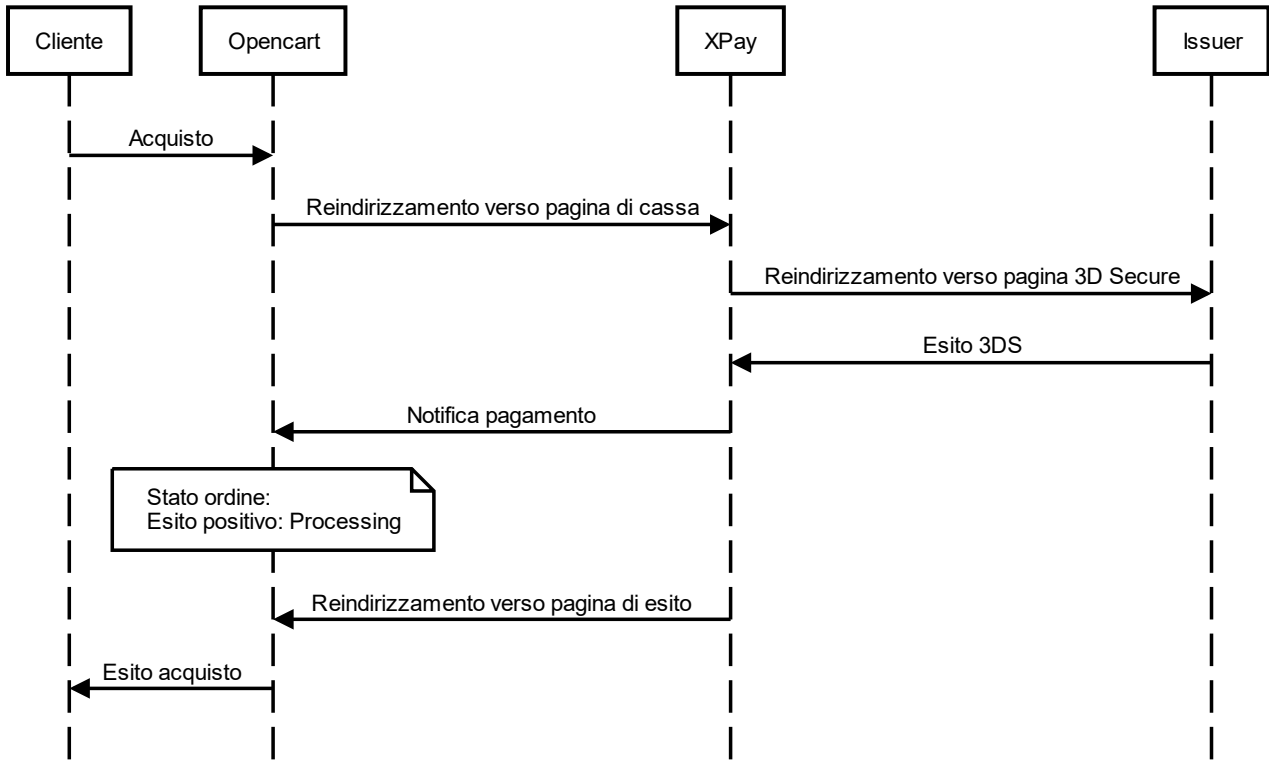 Cliente
Opencart
XPay
Issuer
Acquisto
Reindirizzamento verso pagina di cassa
Reindirizzamento verso pagina 3D Secure
Esito 3DS
Notifica pagamento
Stato ordine:
Esito positivo: Processing
Reindirizzamento verso pagina di esito
Esito acquisto